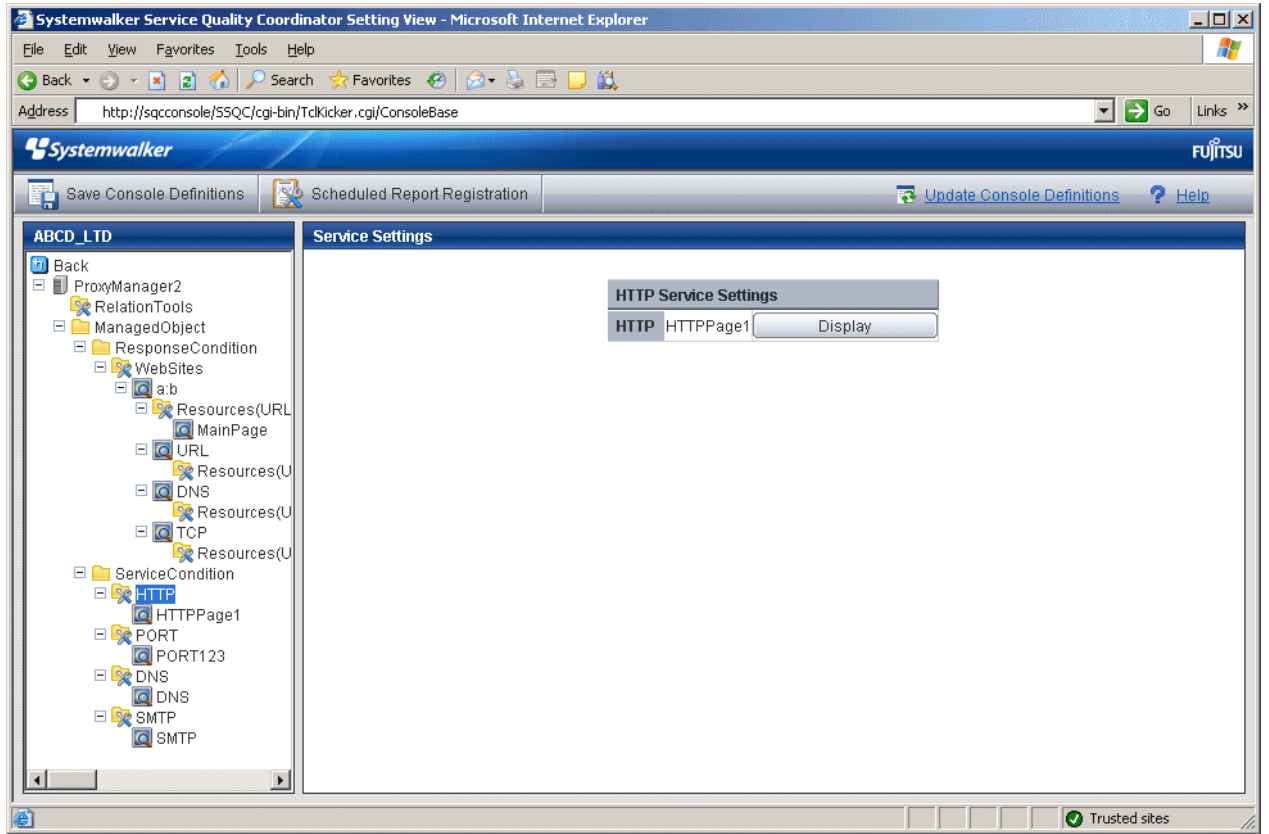 Systemwalker Service Quality Coordinator Setting View - Microsoft Internet Explorer
File Edit View Favorites Tools Help
Back Search Favorites
Address http://sqcconsole/SSQC/cgi-bin/TclKicker.cgi/ConsoleBase Go Links »
Systemwalker FUJITSU
Save Console Definitions Scheduled Report Registration Update Console Definitions ? Help
ABCD_LTD
Back
ProxyManager2
RelationTools
ManagedObject
ResponseCondition
WebSites
a:b
Resources(URL
MainPage
URL
Resources(U
DNS
Resources(U
TCP
Resources(U
ServiceCondition
HTTP
HTTPPage1
PORT
PORT123
DNS
DNS
SMTP
SMTP
Service Settings
HTTP Service Settings
HTTP HTTPPage1 Display
Trusted sites